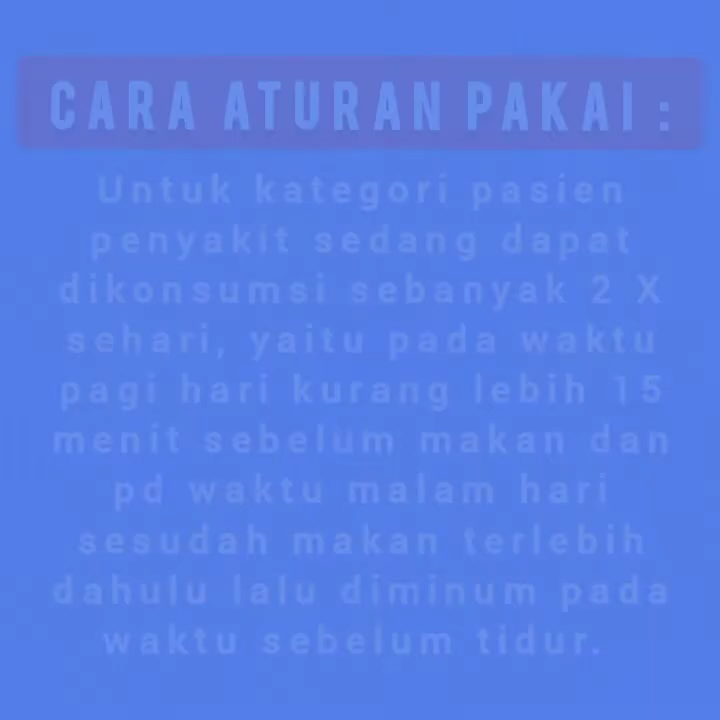 CARA ATURAN PAKAI :
Untuk kategori pasien
penyakit sedang dapat
dikonsumsi sebanyak 2 X
sehari, yaitu pada waktu
pagi hari kurang lebih 15
menit sebelum makan dan
pd waktu malam hari
sesudah makan terlebih
dahulu lalu diminum pada
waktu sebelum tidur.